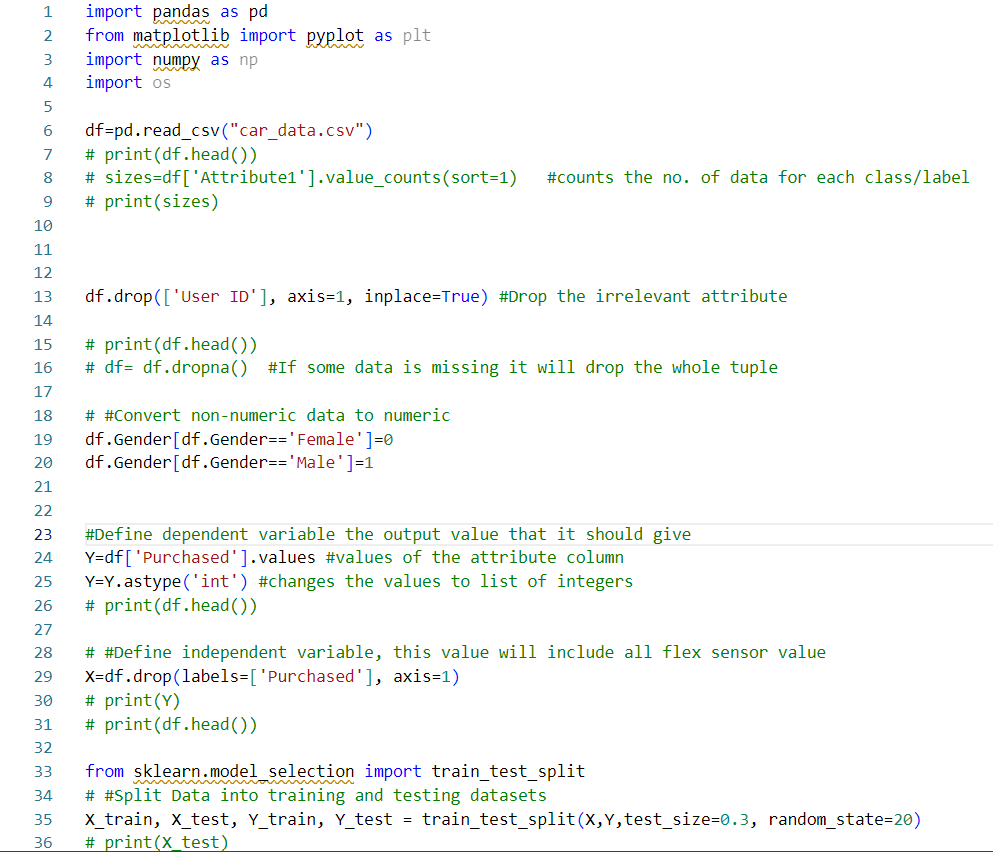 1 import pandas as pd
2 from matplotlib import pyplot as plt
3 import numpy as np
4 import os
5
6 df=pd.read_csv("car_data.csv")
7 # print(df.head())
8 # sizes=df['Attribute1'].value_counts(sort=1)   #counts the no. of data for each class/label
9 # print(sizes)
10
11
12
13 df.drop(['User ID'], axis=1, inplace=True) #Drop the irrelevant attribute
14
15 # print(df.head())
16 # df= df.dropna()  #If some data is missing it will drop the whole tuple
17
18 # #Convert non-numeric data to numeric
19 df.Gender[df.Gender=='Female']=0
20 df.Gender[df.Gender=='Male']=1
21
22
23 #Define dependent variable the output value that it should give
24 Y=df['Purchased'].values #values of the attribute column
25 Y=Y.astype('int') #changes the values to list of integers
26 # print(df.head())
27
28 # #Define independent variable, this value will include all flex sensor value
29 X=df.drop(labels=['Purchased'], axis=1)
30 # print(Y)
31 # print(df.head())
32
33 from sklearn.model_selection import train_test_split
34 # #Split Data into training and testing datasets
35 X_train, X_test, Y_train, Y_test = train_test_split(X,Y,test_size=0.3, random_state=20)
36 # print(X_test)